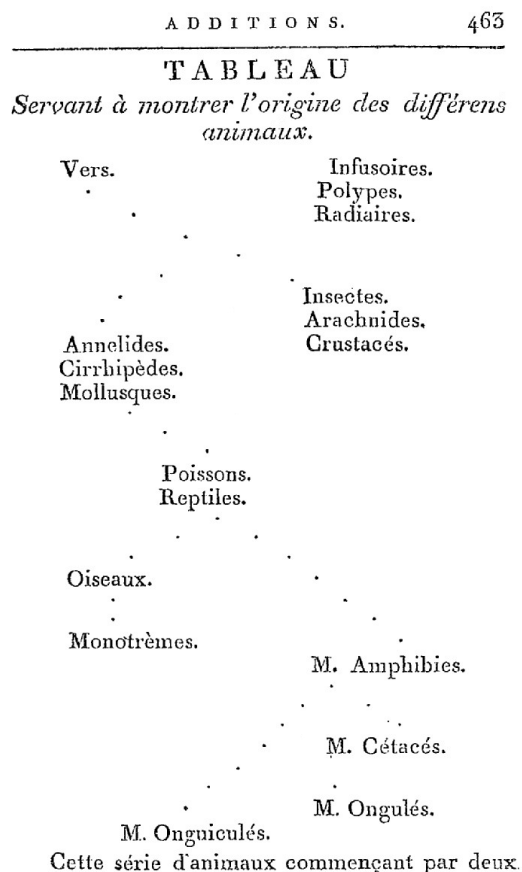 ADDITIONS. 463
TABLEAU
Servant à montrer l'origine des différens
animaux.
Vers. Infusoires.
Polypes.
Radiaires.
Insectes.
Arachnides.
Annelides. Crustacés.
Cirrhipèdes.
Mollusques.
Poissons.
Reptiles.
Oiseaux.
Monotrèmes.
M. Amphibies.
M. Cétacés.
M. Ongulés.
M. Onguiculés.
Cette série d'animaux commençant par deux